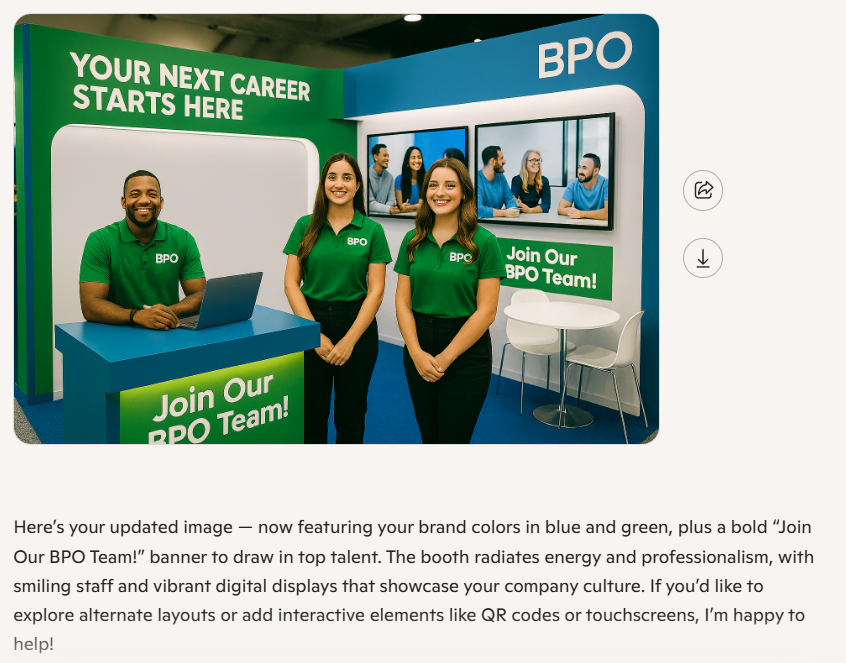 YOUR NEXT CAREER
STARTS HERE
BPO
BPO
BPO
BPO
Join Our
BPO Team!
Join Our
BPO Team!
Here's your updated image — now featuring your brand colors in blue and green, plus a bold “Join
Our BPO Team!” banner to draw in top talent. The booth radiates energy and professionalism, with
smiling staff and vibrant digital displays that showcase your company culture. If you'd like to
explore alternate layouts or add interactive elements like QR codes or touchscreens, I'm happy to
help!